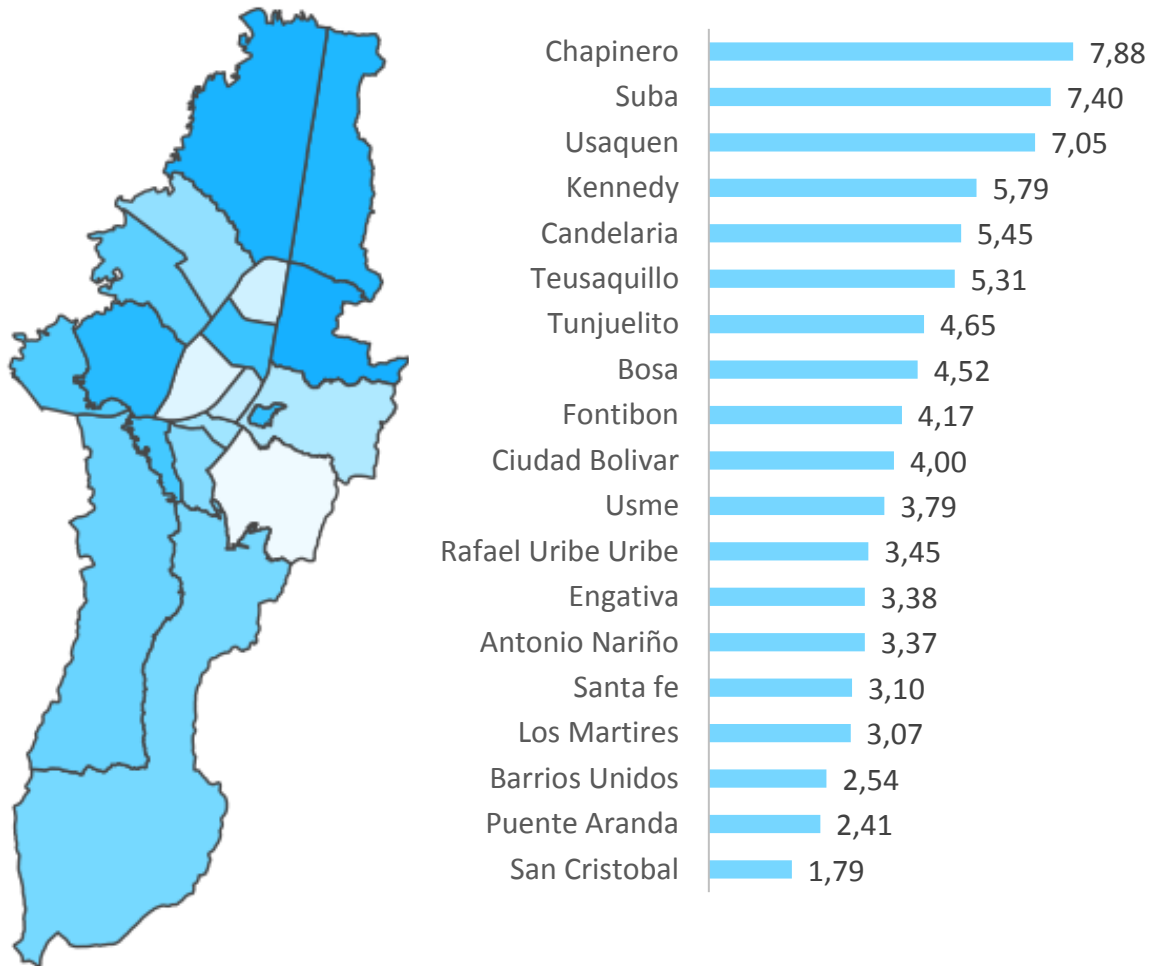 Chapinero 7,88
Suba 7,40
Usaquen 7,05
Kennedy 5,79
Candelaria 5,45
Teusaquillo 5,31
Tunjuelito 4,65
Bosa 4,52
Fontibon 4,17
Ciudad Bolivar 4,00
Usme 3,79
Rafael Uribe Uribe 3,45
Engativa 3,38
Antonio Nariño 3,37
Santa fe 3,10
Los Martires 3,07
Barrios Unidos 2,54
Puente Aranda 2,41
San Cristobal 1,79